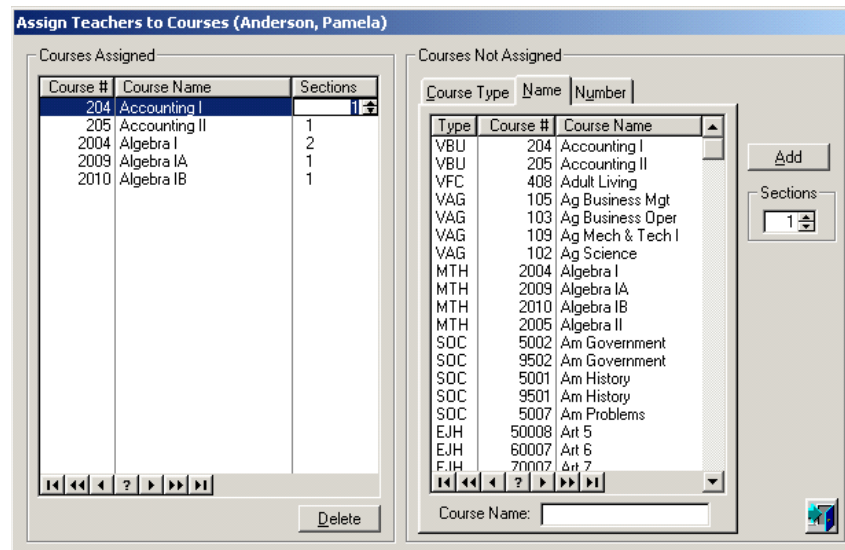 Assign Teachers to Courses (Anderson, Pamela)
Courses Assigned
Course # Course Name Sections
204 Accounting I 1
205 Accounting II 1
2004 Algebra I 2
2009 Algebra IA 1
2010 Algebra IB 1
?
Delete
Courses Not Assigned
Course Type Name Number
Type Course # Course Name
VBU 204 Accounting I
VBU 205 Accounting II
VFC 408 Adult Living
VAG 105 Ag Business Mgt
VAG 103 Ag Business Oper
VAG 109 Ag Mech & Tech I
VAG 102 Ag Science
MTH 2004 Algebra I
MTH 2009 Algebra IA
MTH 2010 Algebra IB
MTH 2005 Algebra II
SOC 5002 Am Government
SOC 9502 Am Government
SOC 5001 Am History
SOC 9501 Am History
SOC 5007 Am Problems
EJH 50008 Art 5
EJH 60007 Art 6
EJH 70007 Art 7
?
Course Name:
Add
Sections
1